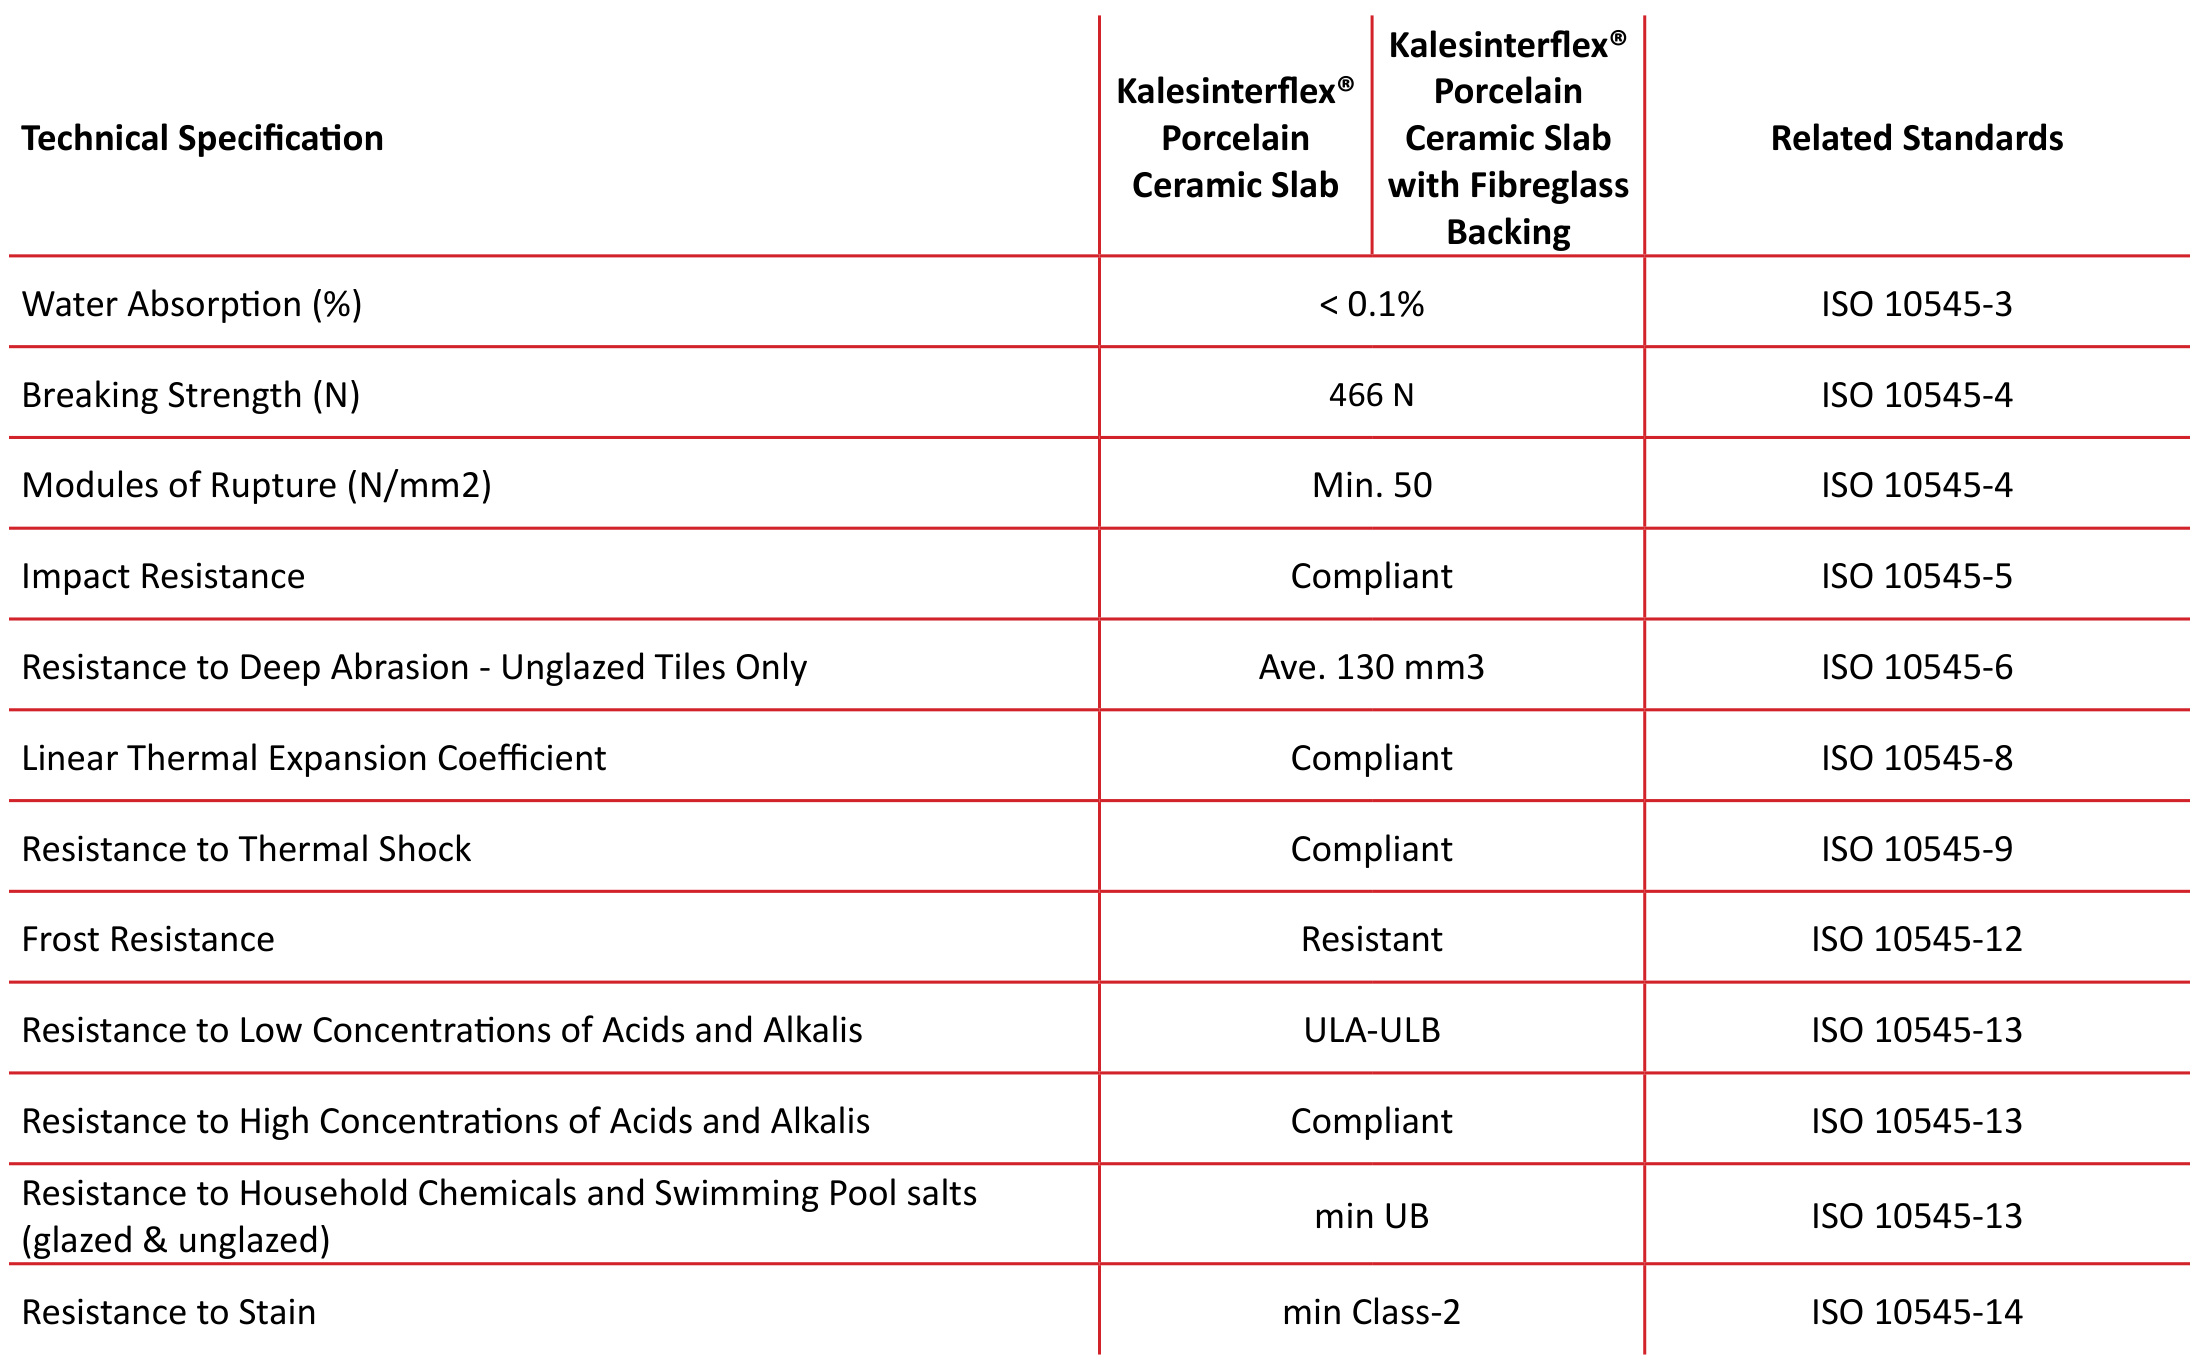 Technical Specification
Kalesinterflex®
Porcelain
Ceramic Slab
Kalesinterflex®
Porcelain
Ceramic Slab
with Fibreglass
Backing
Related Standards
Water Absorption (%)
< 0.1%
ISO 10545-3
Breaking Strength (N)
466 N
ISO 10545-4
Modules of Rupture (N/mm2)
Min. 50
ISO 10545-4
Impact Resistance
Compliant
ISO 10545-5
Resistance to Deep Abrasion - Unglazed Tiles Only
Ave. 130 mm3
ISO 10545-6
Linear Thermal Expansion Coefficient
Compliant
ISO 10545-8
Resistance to Thermal Shock
Compliant
ISO 10545-9
Frost Resistance
Resistant
ISO 10545-12
Resistance to Low Concentrations of Acids and Alkalis
ULA-ULB
ISO 10545-13
Resistance to High Concentrations of Acids and Alkalis
Compliant
ISO 10545-13
Resistance to Household Chemicals and Swimming Pool salts
(glazed & unglazed)
min UB
ISO 10545-13
Resistance to Stain
min Class-2
ISO 10545-14